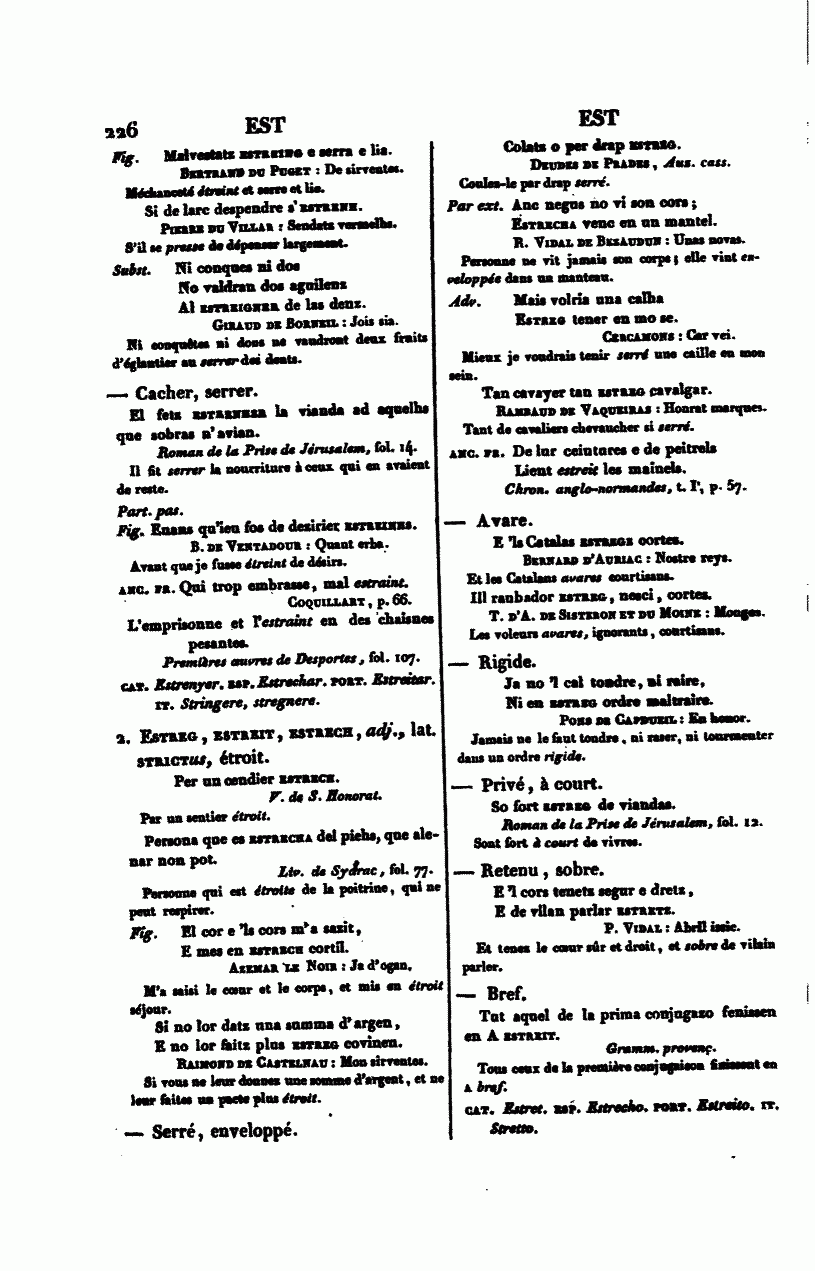 226 EST
Fig. Malvestatz ESTREING e serra e lia.
BERTRAND DU PUGET : De sirventes.
Méchanceté étreint et serre et lie.
Si de larc despendre s'ESTRENH.
PIERRE DU VILLAR : Sendatz vermelhs.
S'il se presse de dépenser largement.
Subst. Ni conques ni dos
No valdran dos aguilens
Al ESTREIGNER de las denz.
GIRAUD DE BORNEIL : Jois sia.
Ni conquêtes ni dons ne vaudront deux fruits
d'églantier au serrer des dents.
— Cacher, serrer.
El fetz ESTRENHER la vianda ad aquelhs
que sobras n'avian.
Roman de la Prise de Jérusalem, fol. 14.
Il fit serrer la nourriture à ceux qui en avaient
de reste.
Part. pas.
Fig. Enans qu'ieu fos de desirier ESTREINHS.
B. DE VENTADOUR : Quant erba.
Avant que je fusse étreint de désirs.
ANC. FR. Qui trop embrasse, mal estraint.
COQUILLART, p. 66.
L'emprisonne et l'estraint en des chaisnes
pesantes.
Premières œuvres de Desportes, fol. 107.
CAT. Estrenyer. ESP. Estrechar. PORT. Estreitar.
IT. Stringere, stregnere.
2. ESTREG, ESTREIT, ESTRECH, adj., lat.
STRICTUS, étroit.
Per un cendier ESTRECH.
V. de S. Honorat.
Par un sentier étroit.
Persona que es ESTRECHA del piehs, que ale-
nar non pot.
Liv. de Sydrac, fol. 77.
Personne qui est étroite de la poitrine, qui ne
peut respirer.
Fig. El cor e 'ls cors m'a sazit,
E mes en ESTRECH cortil.
AZEMAR LE NOIR : Ja d'ogan.
M'a saisi le cœur et le corps, et mis en étroit
séjour.
Si no lor datz una summa d'argen,
E no lor faitz plus ESTREG covinen.
RAIMOND DE CASTELNAU : Mon sirventes.
Si vous ne leur donnez une somme d'argent, et ne
leur faites un pacte plus étroit.
— Serré, enveloppé.
EST
Colatz o per drap ESTREG.
DEUDES DE PRADES, Aus. cass.
Coulez-le par drap serré.
Par ext. Anc negus no vi son cors;
ESTRECHA venc en un mantel.
R. VIDAL DE BEZAUDUN : Unas novas.
Personne ne vit jamais son corps; elle vint en-
veloppée dans un manteau.
Adv. Mais volria una calha
ESTREG tener en mo se.
CERCAMONS : Car vei.
Mieux je voudrais tenir serré une caille en mon
sein.
Tan cavayer tan ESTREG cavalgar.
RAMBAUD DE VAQUEIRAS : Honrat marques.
Tant de cavaliers chevaucher si serré.
ANC. FR. De lur ceintures e de peitrels
Lient estreit les mainels.
Chron. anglo-normandes, t. I, p. 57.
— Avare.
E 'ls Catalas ESTREGZ cortes.
BERNARD D'AURIAC : Nostre reys.
Et les Catalans avares courtisans.
Ill raubador ESTREG, nesci, cortes.
T. D'A. DE SISTERON ET DU MOINE : Monges.
Les voleurs avares, ignorants, courtisans.
— Rigide.
Ja no 'l cal tondre, ni raire,
Ni en ESTREG ordre maltraire.
PONS DE CAPDUEIL : En honor.
Jamais ne le faut tondre, ni raser, ni tourmenter
dans un ordre rigide.
— Privé, à court.
So fort ESTREG de viandas.
Roman de la Prise de Jérusalem, fol. 12.
Sont fort à court de vivres.
— Retenu, sobre.
E 'l cors tenetz segur e dretz,
E de vilan parlar ESTRETZ.
P. VIDAL : Abril issic.
Et tenez le cœur sûr et droit, et sobre de vilain
parler.
— Bref.
Tut aquel de la prima conjugazo fenissen
en A ESTREIT.
Gramm. provenç.
Tous ceux de la première conjugaison finissent en
A bref.
CAT. Estret. ESP. Estrecho. PORT. Estreito. IT.
Stretto.